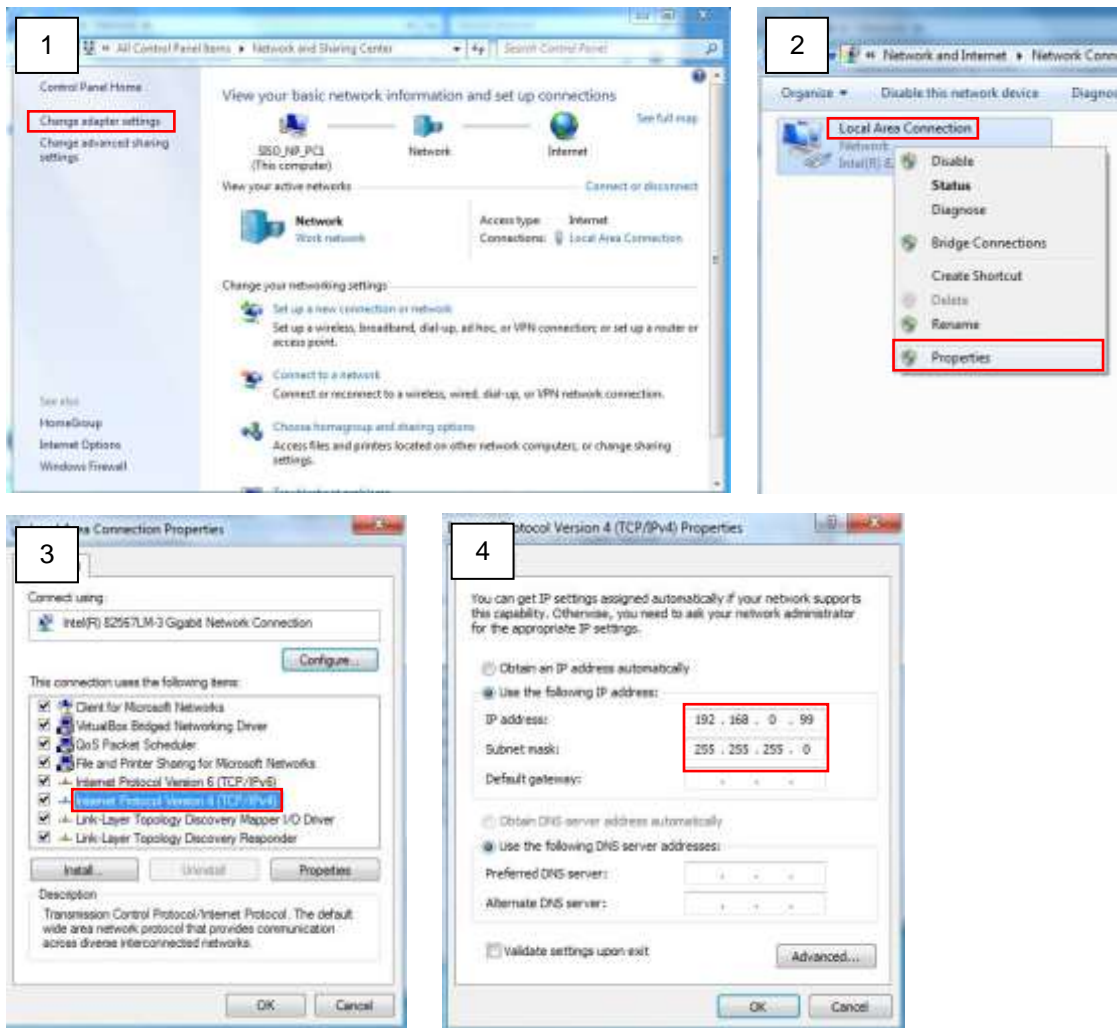 1
All Control Panel Items ▸ Network and Sharing Center
Search Control Panel
Control Panel Home
Change adapter settings
Change advanced sharing
settings
See also
HomeGroup
Internet Options
Windows Firewall
View your basic network information and set up connections
See full map
SISO_NP_PC1
(This computer)
Network
Internet
View your active networks
Connect or disconnect
Network
Work network
Access type: Internet
Connections: Local Area Connection
Change your networking settings
Set up a new connection or network
Set up a wireless, broadband, dial-up, ad hoc, or VPN connection; or set up a router or
access point.
Connect to a network
Connect or reconnect to a wireless, wired, dial-up, or VPN network connection.
Choose homegroup and sharing options
Access files and printers located on other network computers, or change sharing
settings.
Troubleshoot problems
2
Network and Internet ▸ Network Conn
Organize
Disable this network device
Diagno
Local Area Connection
Network
Intel(R) 8
Disable
Status
Diagnose
Bridge Connections
Create Shortcut
Delete
Rename
Properties
3
Connection Properties
Connect using:
Intel(R) 82567LM-3 Gigabit Network Connection
Configure...
This connection uses the following items:
Client for Microsoft Networks
VirtualBox Bridged Networking Driver
QoS Packet Scheduler
File and Printer Sharing for Microsoft Networks
Internet Protocol Version 6 (TCP/IPv6)
Internet Protocol Version 4 (TCP/IPv4)
Link-Layer Topology Discovery Mapper I/O Driver
Link-Layer Topology Discovery Responder
Install...
Uninstall
Properties
Description
Transmission Control Protocol/Internet Protocol. The default
wide area network protocol that provides communication
across diverse interconnected networks.
OK
Cancel
4
otocol Version 4 (TCP/IPv4) Properties
You can get IP settings assigned automatically if your network supports
this capability. Otherwise, you need to ask your network administrator
for the appropriate IP settings.
Obtain an IP address automatically
Use the following IP address:
IP address: 192 . 168 . 0 . 99
Subnet mask: 255 . 255 . 255 . 0
Default gateway: . . .
Obtain DNS server address automatically
Use the following DNS server addresses:
Preferred DNS server: . . .
Alternate DNS server: . . .
Validate settings upon exit
Advanced...
OK
Cancel